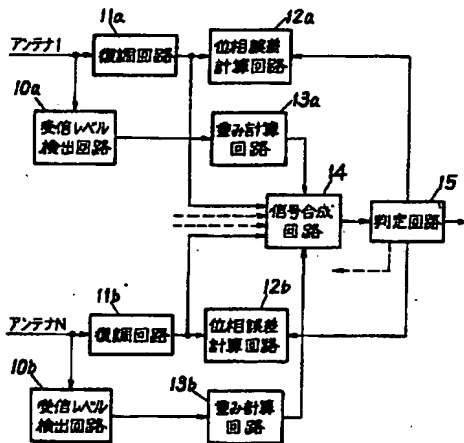 11a
12a
アンテナ1
復調回路
位相誤差
計算回路
10a
13a
受信レベル
検出回路
重み計算
回路
14
15
信号合成
回路
判定回路
11b
12b
アンテナN
復調回路
位相誤差
計算回路
10b
13b
受信レベル
検出回路
重み計算
回路